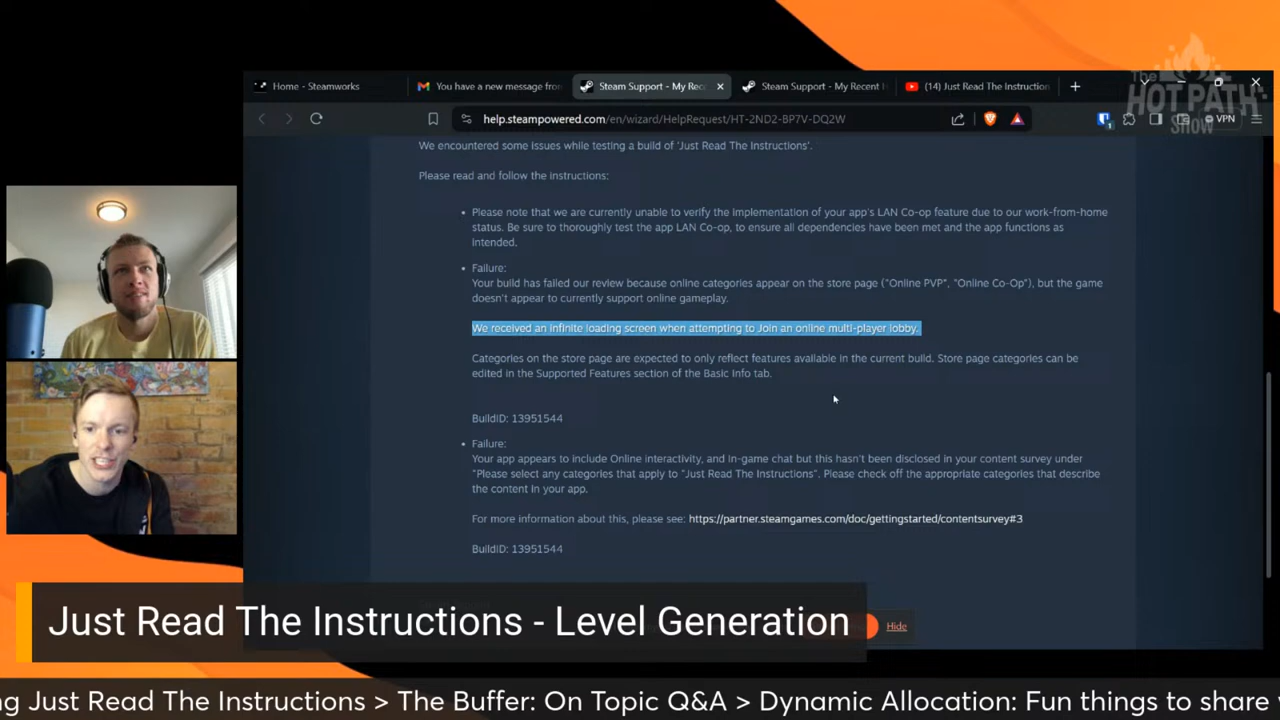 The
HOT PATH
SHOW
Home - Steamworks
You have a new message from
Steam Support - My Rec
Steam Support - My Recent
(14) Just Read The Instruction
help.steampowered.com/en/wizard/HelpRequest/HT-2ND2-BP7V-DQ2W
1
VPN
We encountered some issues while testing a build of 'Just Read The Instructions'.
Please read and follow the instructions:
• Please note that we are currently unable to verify the implementation of your app's LAN Co-op feature due to our work-from-home
status. Be sure to thoroughly test the app LAN Co-op, to ensure all dependencies have been met and the app functions as
intended.
• Failure:
Your build has failed our review because online categories appear on the store page ("Online PVP", "Online Co-Op"), but the game
doesn't appear to currently support online gameplay.
We received an infinite loading screen when attempting to Join an online multi-player lobby.
Categories on the store page are expected to only reflect features available in the current build. Store page categories can be
edited in the Supported Features section of the Basic Info tab.
BuildID: 13951544
• Failure:
Your app appears to include Online interactivity, and in-game chat but this hasn't been disclosed in your content survey under
"Please select any categories that apply to "Just Read The Instructions". Please check off the appropriate categories that describe
the content in your app.
For more information about this, please see: https://partner.steamgames.com/doc/gettingstarted/contentsurvey#3
BuildID: 13951544
Hide
Just Read The Instructions - Level Generation
ng Just Read The Instructions > The Buffer: On Topic Q&A > Dynamic Allocation: Fun things to share